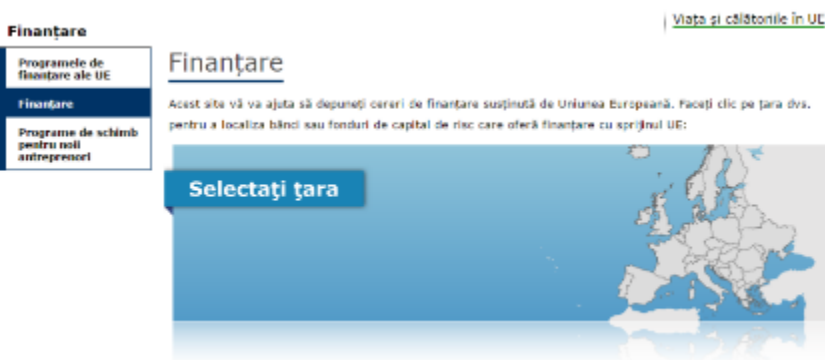 Viața și călătoriile în UE
Finanțare
Programele de
finanțare ale UE
Finanțare
Programe de schimb
pentru noii
antreprenori
Finanțare
Acest site vă va ajuta să depuneți cereri de finanțare susținută de Uniunea Europeană. Faceți clic pe țara dvs.
pentru a localiza bănci sau fonduri de capital de risc care oferă finanțare cu sprijinul UE:
Selectați țara